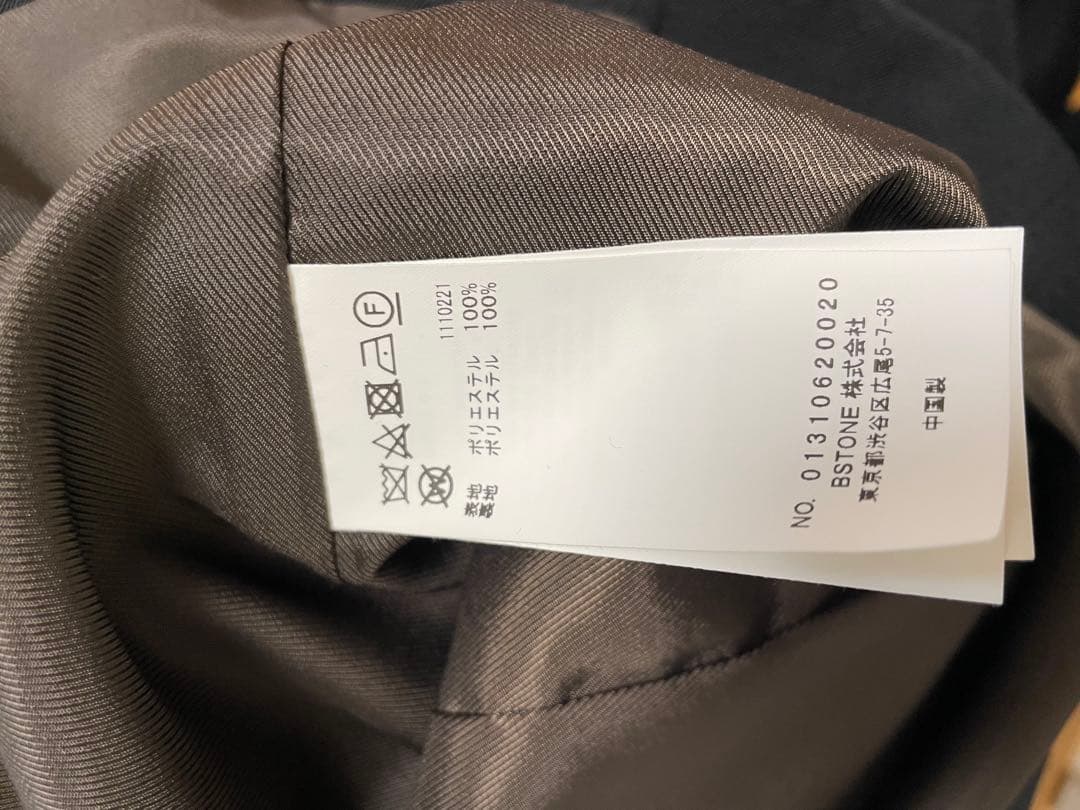 F
1110221
表地 ポリエステル 100%
裏地 ポリエステル 100%
NO. 01310620020
BSTONE 株式会社
東京都渋谷区広尾5-7-35
中国製